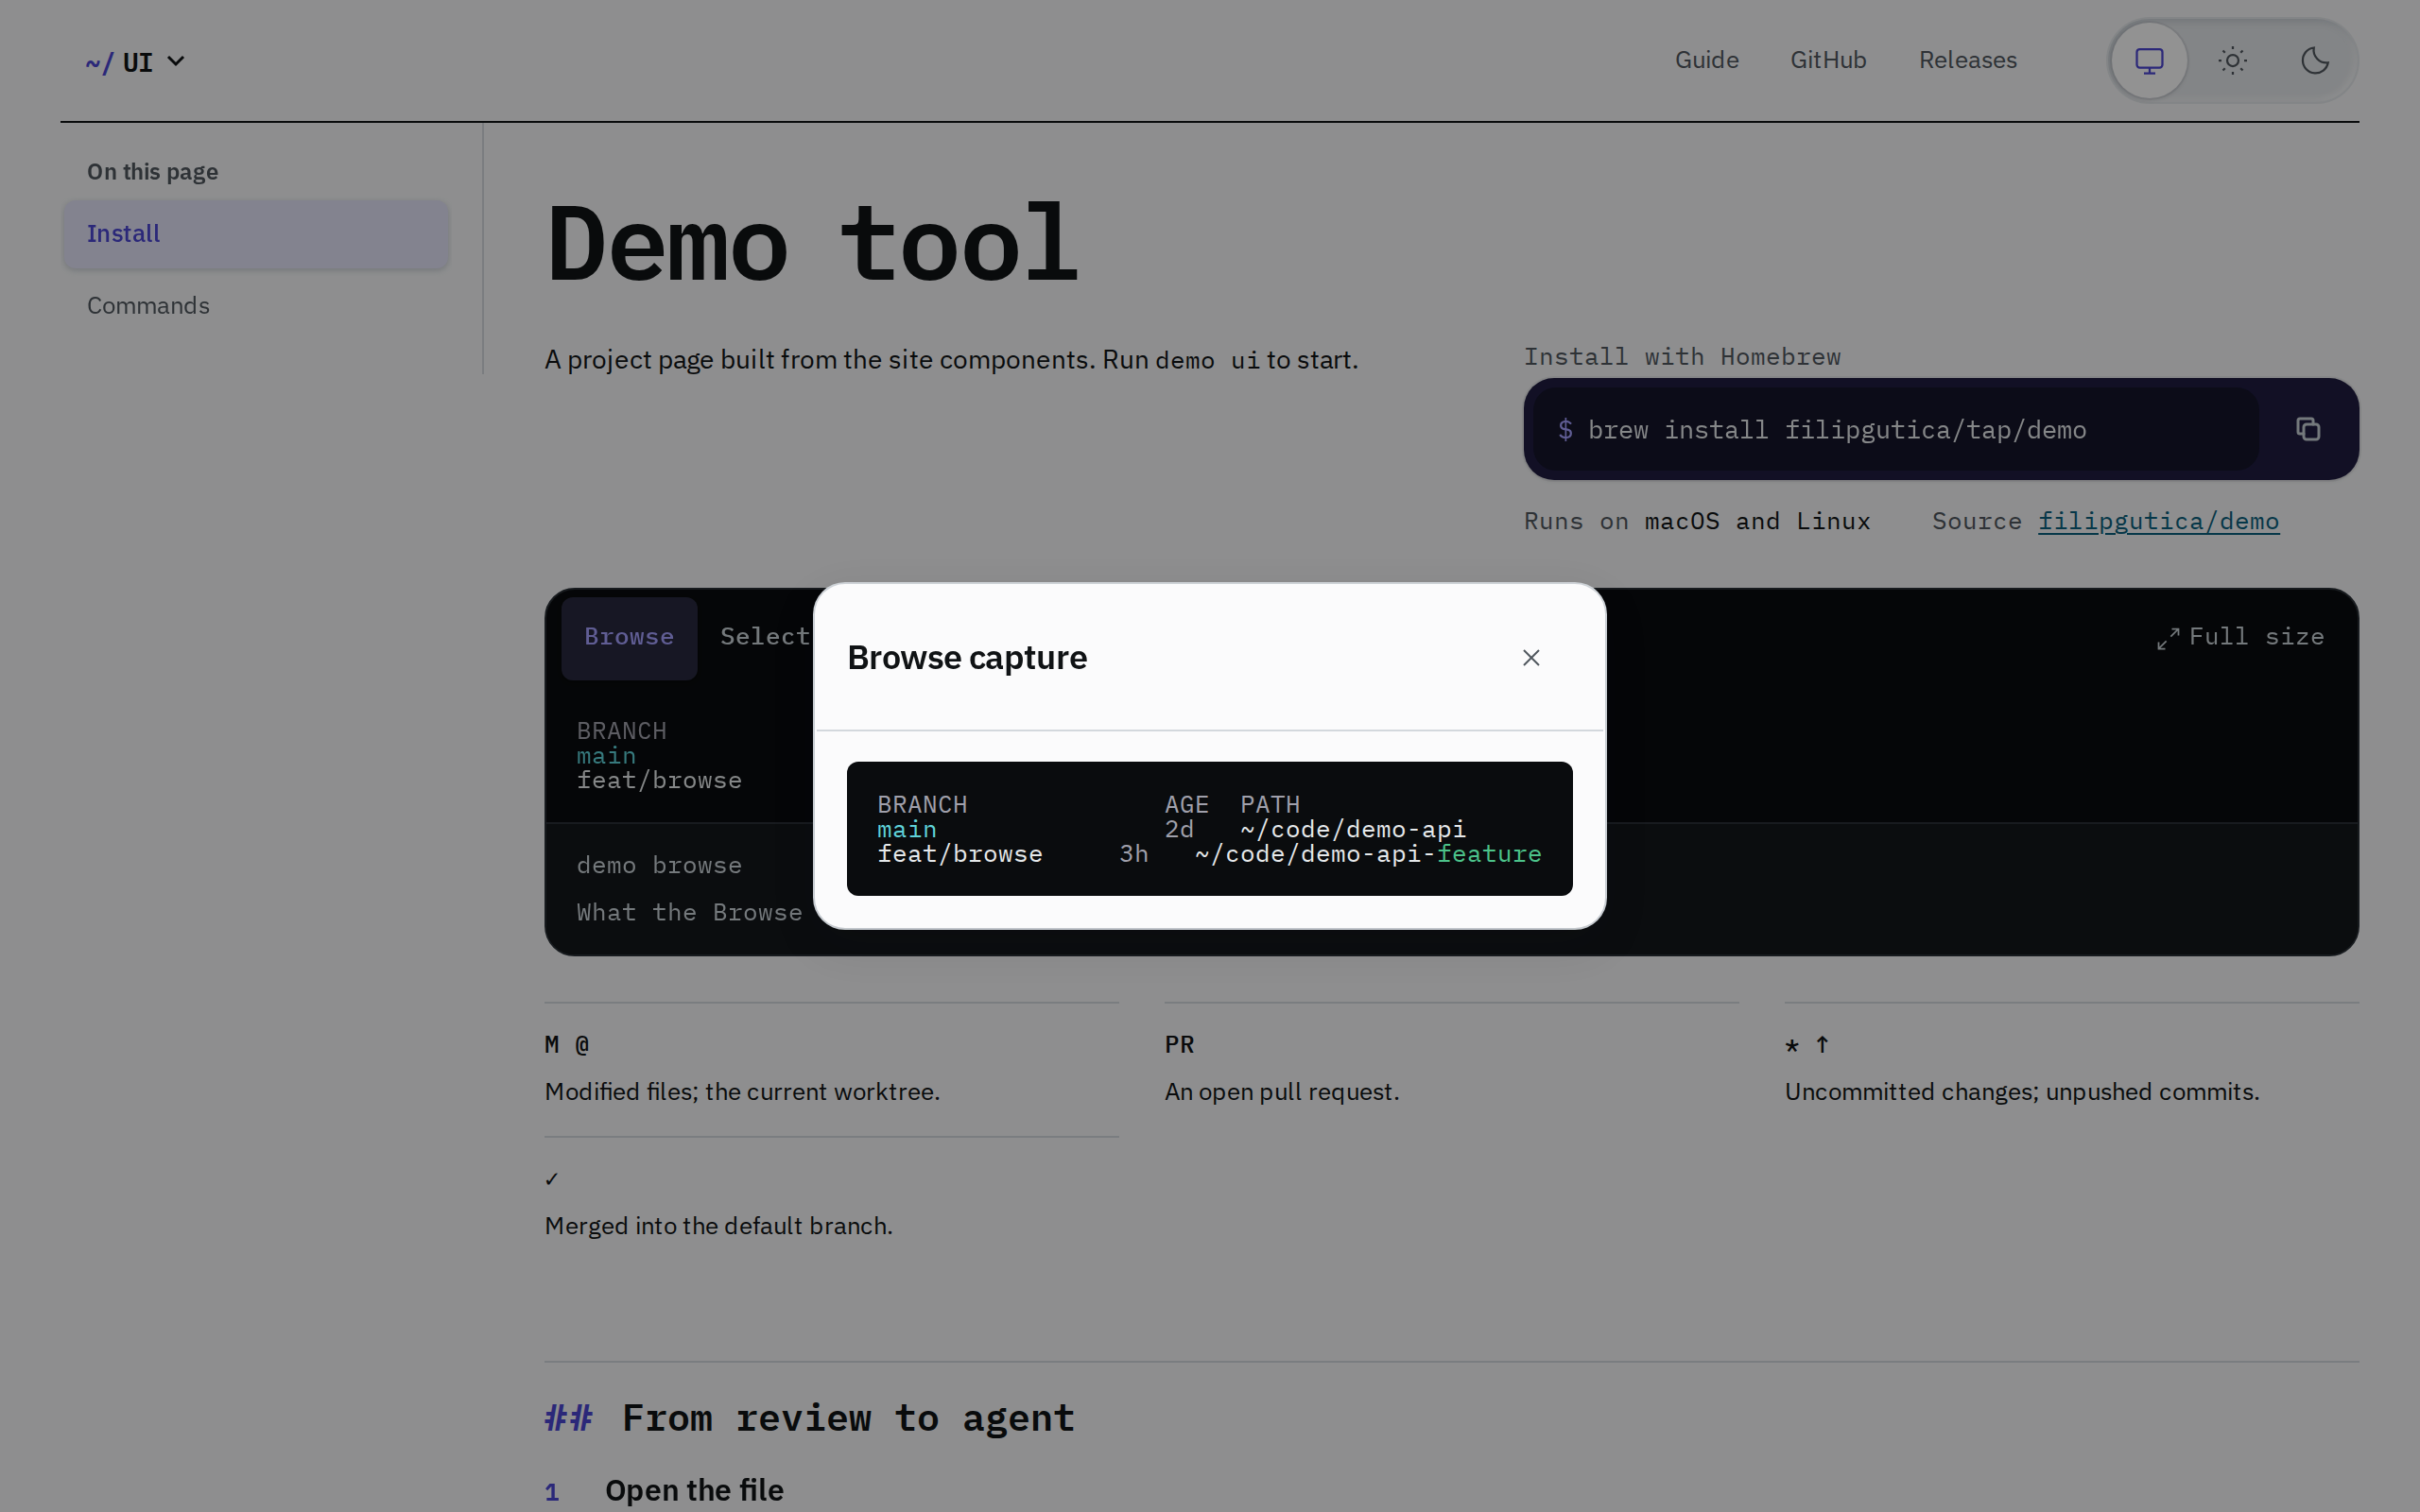 ~/ UI
Guide GitHub Releases
On this page
Install
Commands
Demo tool
A project page built from the site components. Run demo ui to start.
Install with Homebrew
$ brew install filipgutica/tap/demo
Runs on macOS and Linux Source filipgutica/demo
Browse Select Full size
BRANCH
main
feat/browse
demo browse
What the Browse
Browse capture
BRANCH AGE PATH
main 2d ~/code/demo-api
feat/browse 3h ~/code/demo-api-feature
M @
Modified files; the current worktree.
PR
An open pull request.
* ↑
Uncommitted changes; unpushed commits.
✓
Merged into the default branch.
## From review to agent
1 Open the file